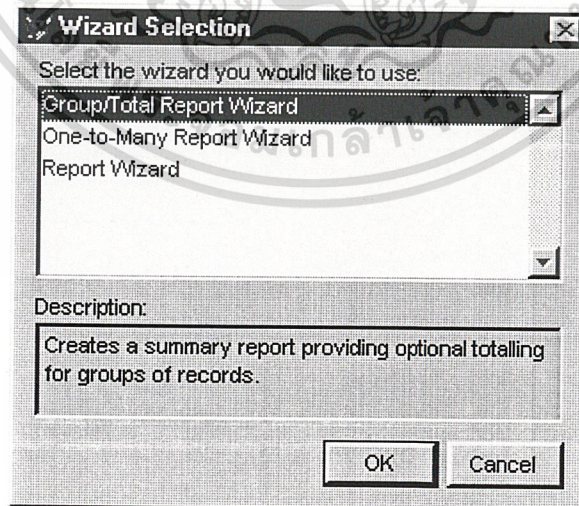 Wizard Selection
Select the wizard you would like to use:
Group/Total Report Wizard
One-to-Many Report Wizard
Report Wizard
Description:
Creates a summary report providing optional totalling
for groups of records.
OK
Cancel